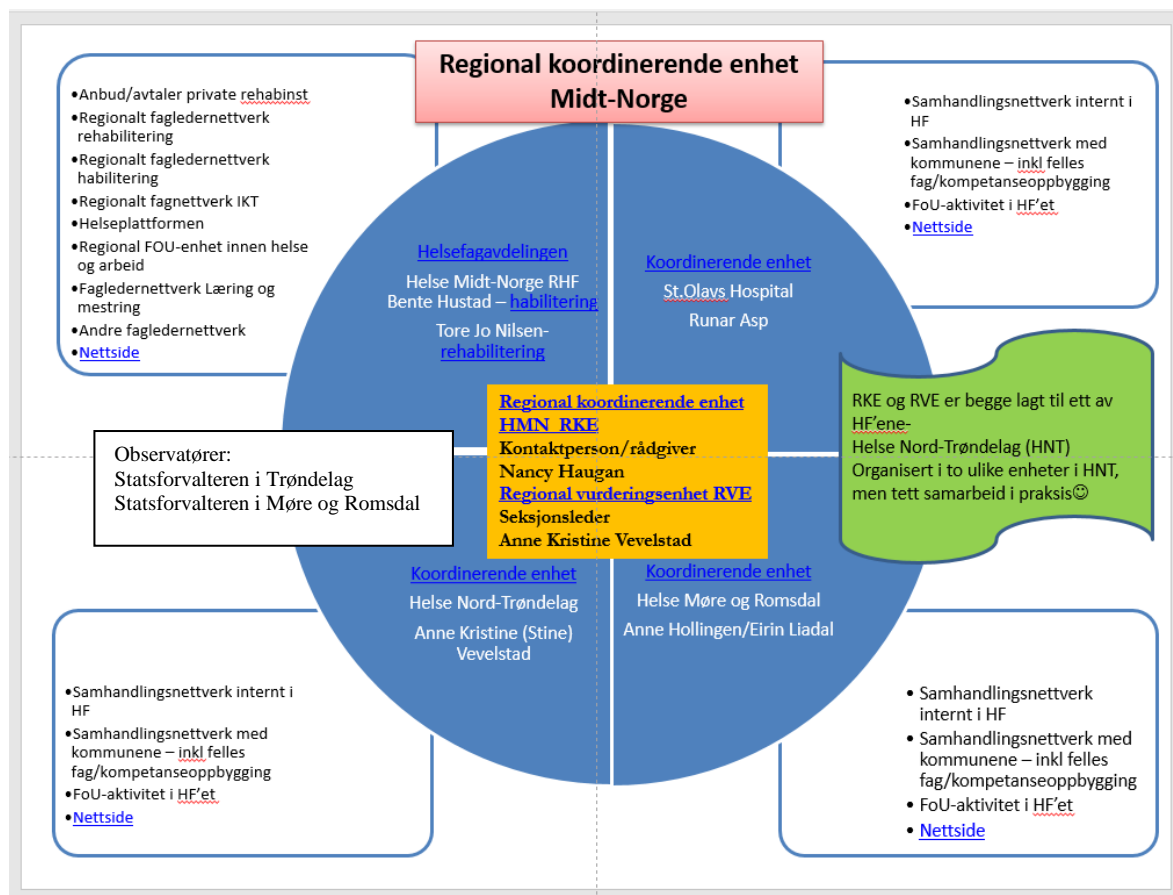 Regional koordinerende enhet
Midt-Norge
•Anbud/avtaler private rehabinst
•Regionalt fagledernettverk
rehabilitering
•Regionalt fagledernettverk
habilitering
•Regionalt fagnettverk IKT
•Helseplattformen
•Regional FOU-enhet innen helse
og arbeid
•Fagledernettverk Læring og
mestring
•Andre fagledernettverk
•Nettside
•Samhandlingsnettverk internt i
HF
•Samhandlingsnettverk med
kommunene – inkl felles
fag/kompetanseoppbygging
•FoU-aktivitet i HF’et
•Nettside
Helsefagavdelingen
Helse Midt-Norge RHF
Bente Hustad – habilitering
Tore Jo Nilsen-
rehabilitering
Koordinerende enhet
St.Olavs Hospital
Runar Asp
RKE og RVE er begge lagt til ett av
HF’ene-
Helse Nord-Trøndelag (HNT)
Organisert i to ulike enheter i HNT,
men tett samarbeid i praksis☺
Observatører:
Statsforvalteren i Trøndelag
Statsforvalteren i Møre og Romsdal
Regional koordinerende enhet
HMN RKE
Kontaktperson/rådgiver
Nancy Haugan
Regional vurderingsenhet RVE
Seksjonsleder
Anne Kristine Vevelstad
Koordinerende enhet
Helse Nord-Trøndelag
Anne Kristine (Stine)
Vevelstad
Koordinerende enhet
Helse Møre og Romsdal
Anne Hollingen/Eirin Liadal
•Samhandlingsnettverk internt i
HF
•Samhandlingsnettverk med
kommunene – inkl felles
fag/kompetanseoppbygging
•FoU-aktivitet i HF’et
•Nettside
• Samhandlingsnettverk
internt i HF
• Samhandlingsnettverk med
kommunene – inkl felles
fag/kompetanseoppbygging
• FoU-aktivitet i HF’et
• Nettside